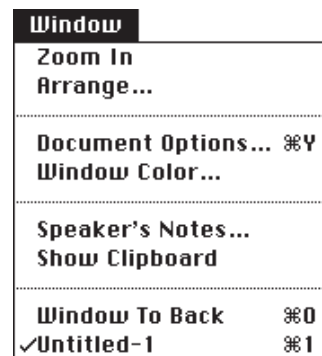 Window
Zoom In
Arrange...
Document Options... ⌘Y
Window Color...
Speaker's Notes...
Show Clipboard
Window To Back ⌘0
✓Untitled-1 ⌘1